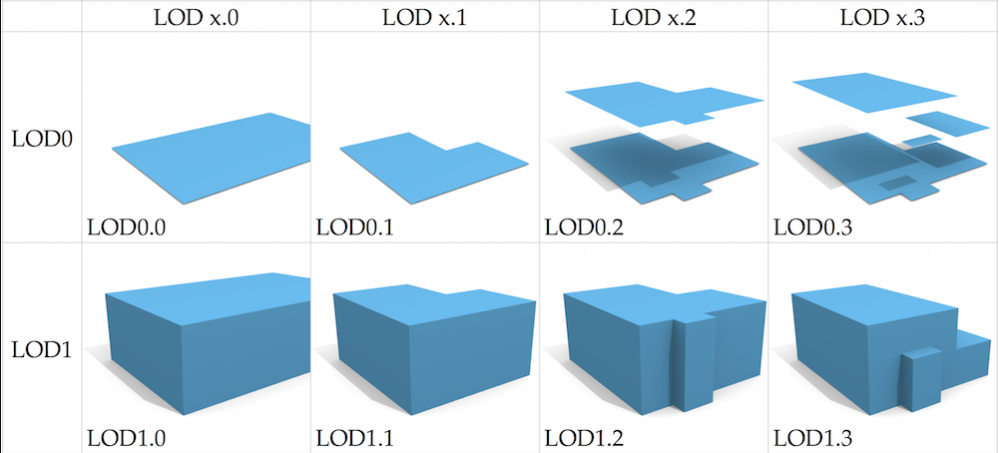 LOD x.0 LOD x.1 LOD x.2 LOD x.3
LOD0
LOD0.0 LOD0.1 LOD0.2 LOD0.3
LOD1
LOD1.0 LOD1.1 LOD1.2 LOD1.3